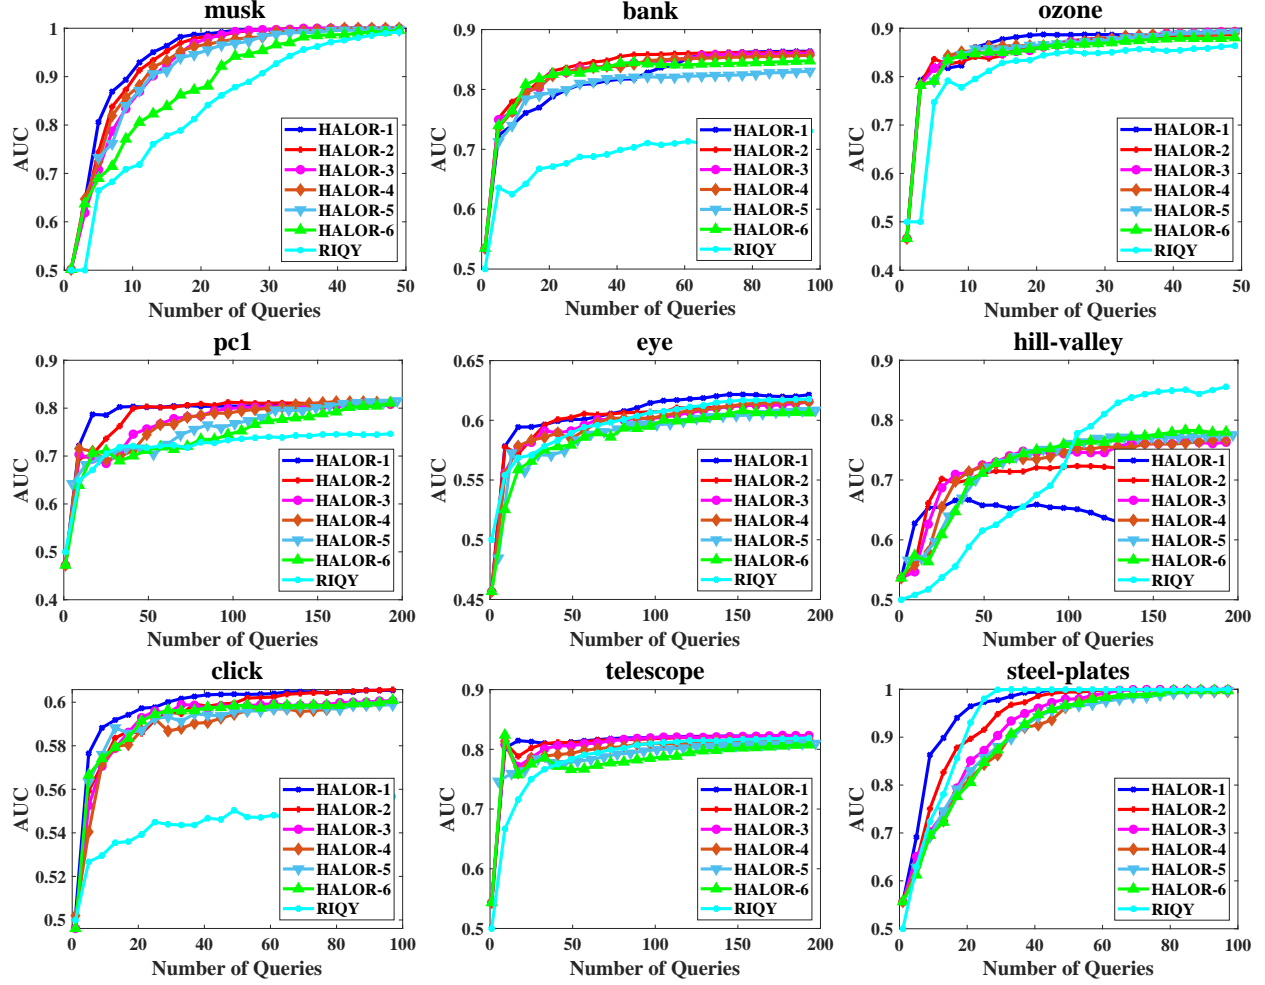 musk
AUC
1
0.9
0.8
0.7
0.6
0.5
0 10 20 30 40 50
Number of Queries
HALOR-1
HALOR-2
HALOR-3
HALOR-4
HALOR-5
HALOR-6
RIQY
bank
AUC
0.9
0.8
0.7
0.6
0.5
0 20 40 60 80 100
Number of Queries
HALOR-1
HALOR-2
HALOR-3
HALOR-4
HALOR-5
HALOR-6
RIQY
ozone
AUC
0.9
0.8
0.7
0.6
0.5
0.4
0 10 20 30 40 50
Number of Queries
HALOR-1
HALOR-2
HALOR-3
HALOR-4
HALOR-5
HALOR-6
RIQY
pc1
AUC
0.9
0.8
0.7
0.6
0.5
0.4
0 50 100 150 200
Number of Queries
HALOR-1
HALOR-2
HALOR-3
HALOR-4
HALOR-5
HALOR-6
RIQY
eye
AUC
0.65
0.6
0.55
0.5
0.45
0 50 100 150 200
Number of Queries
HALOR-1
HALOR-2
HALOR-3
HALOR-4
HALOR-5
HALOR-6
RIQY
hill-valley
AUC
0.9
0.8
0.7
0.6
0.5
0 50 100 150 200
Number of Queries
HALOR-1
HALOR-2
HALOR-3
HALOR-4
HALOR-5
HALOR-6
RIQY
click
AUC
0.6
0.58
0.56
0.54
0.52
0.5
0 20 40 60 80 100
Number of Queries
HALOR-1
HALOR-2
HALOR-3
HALOR-4
HALOR-5
HALOR-6
RIQY
telescope
AUC
0.9
0.8
0.7
0.6
0.5
0 50 100 150 200
Number of Queries
HALOR-1
HALOR-2
HALOR-3
HALOR-4
HALOR-5
HALOR-6
RIQY
steel-plates
AUC
1
0.9
0.8
0.7
0.6
0.5
0 20 40 60 80 100
Number of Queries
HALOR-1
HALOR-2
HALOR-3
HALOR-4
HALOR-5
HALOR-6
RIQY